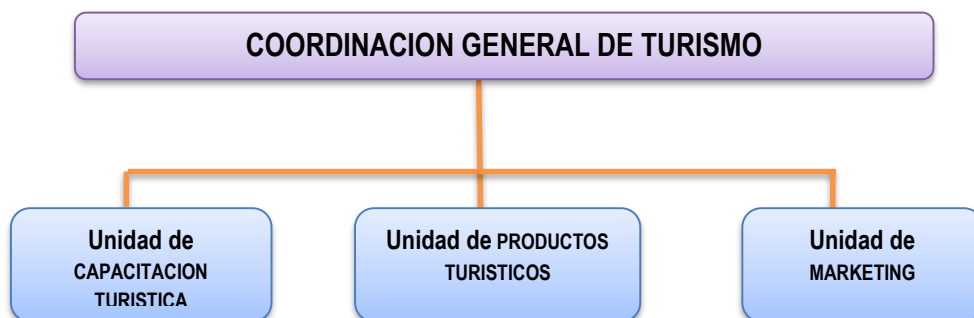 COORDINACION GENERAL DE TURISMO
Unidad de
CAPACITACION
TURISTICA
Unidad de PRODUCTOS
TURISTICOS
Unidad de
MARKETING